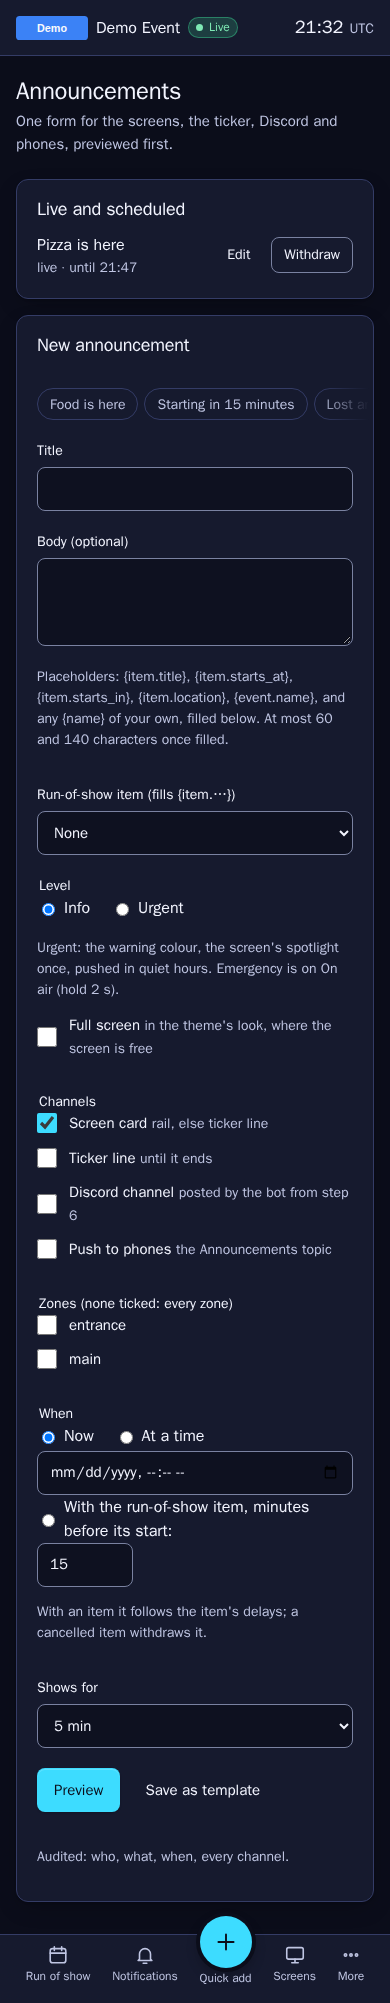 Demo Demo Event Live 21:32 UTC
Announcements
One form for the screens, the ticker, Discord and
phones, previewed first.
Live and scheduled
Pizza is here
live · until 21:47
Edit Withdraw
New announcement
Food is here Starting in 15 minutes Lost
Title
Body (optional)
Placeholders: {item.title}, {item.starts_at},
{item.starts_in}, {item.location}, {event.name}, and
any {name} of your own, filled below. At most 60
and 140 characters once filled.
Run-of-show item (fills {item.…})
None
Level
Info Urgent
Urgent: the warning colour, the screen's spotlight
once, pushed in quiet hours. Emergency is on On
air (hold 2 s).
Full screen in the theme's look, where the
screen is free
Channels
Screen card rail, else ticker line
Ticker line until it ends
Discord channel posted by the bot from step
6
Push to phones the Announcements topic
Zones (none ticked: every zone)
entrance
main
When
Now At a time
mm/dd/yyyy, --:-- --
With the run-of-show item, minutes
before its start:
15
With an item it follows the item's delays; a
cancelled item withdraws it.
Shows for
5 min
Preview Save as template
Audited: who, what, when, every channel.
Run of show Notifications Quick add Screens More